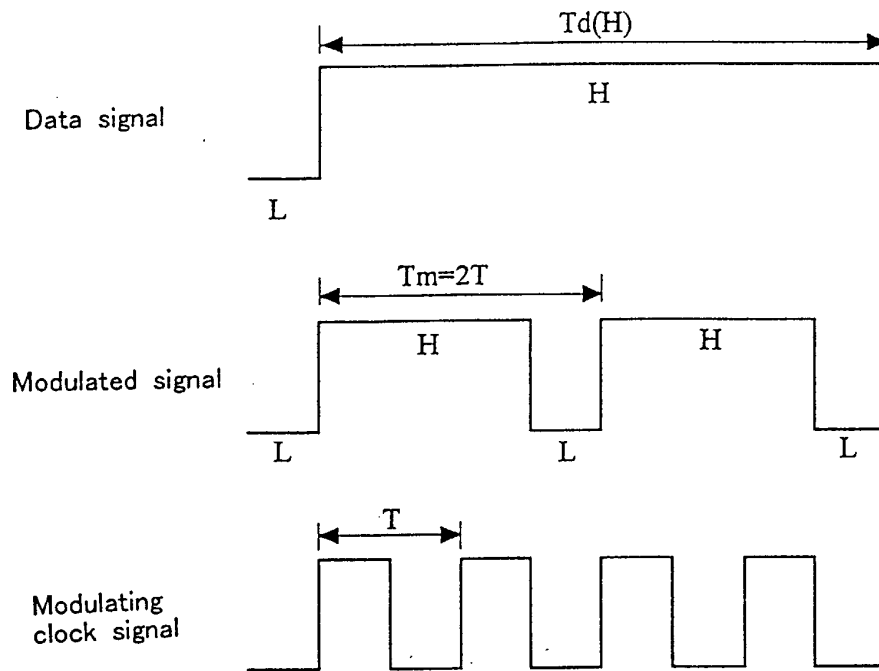 Td(H)
H
Data signal
L
Tm=2T
H
H
Modulated signal
L
L
L
T
Modulating
clock signal